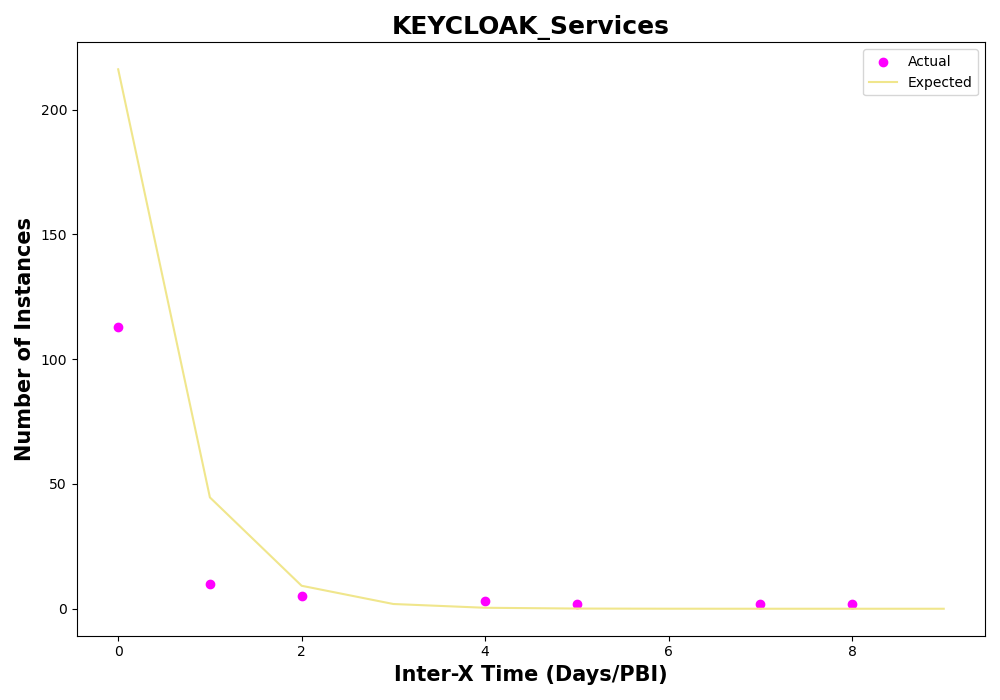 KEYCLOAK_Services
Actual
Expected
Number of Instances
200
150
100
50
0
0 2 4 6 8
Inter-X Time (Days/PBI)